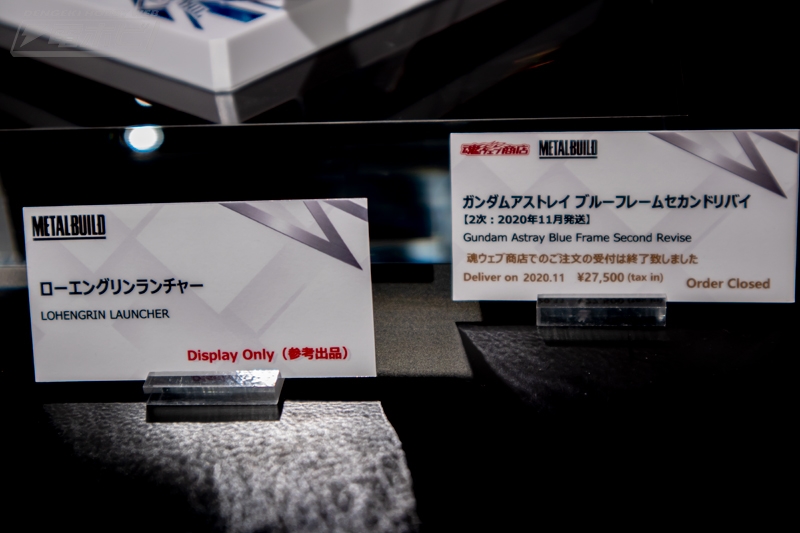 METALBUILD
ローエングリンランチャー
LOHENGRIN LAUNCHER
Display Only（参考出品）
魂ウェブ商店 METALBUILD
ガンダムアストレイ ブルーフレームセカンドリバイ
【2次：2020年11月発送】
Gundam Astray Blue Frame Second Revise
魂ウェブ商店でのご注文の受付は終了致しました
Deliver on 2020.11 ¥27,500 (tax in) Order Closed